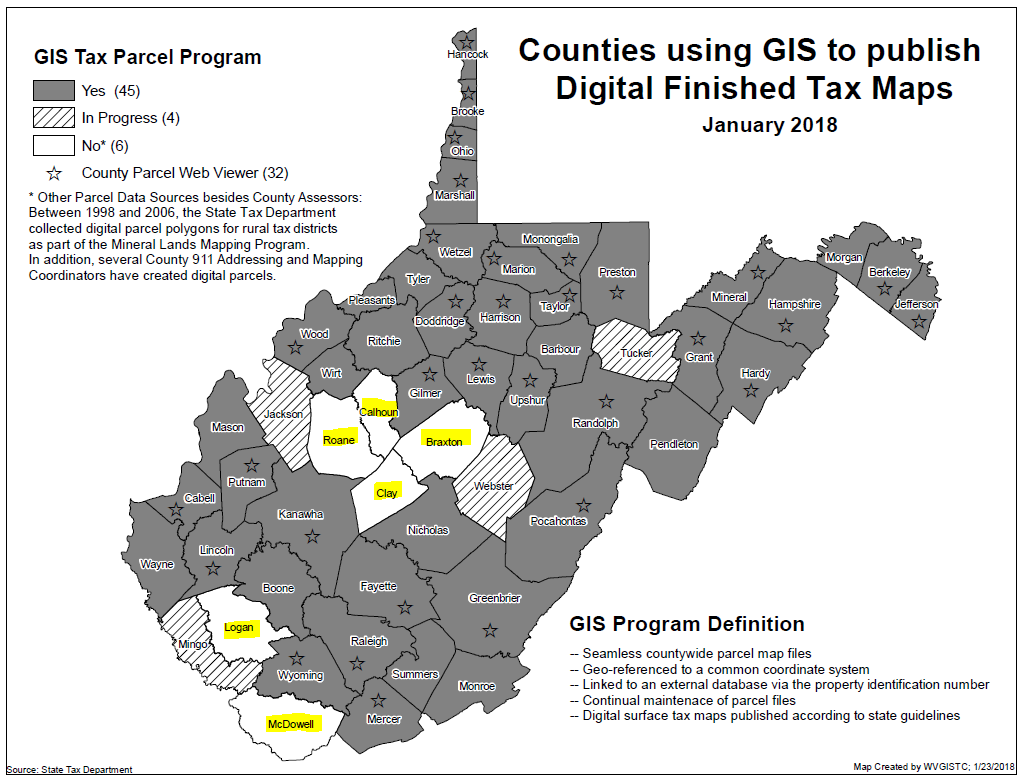 Counties using GIS to publish
Digital Finished Tax Maps
January 2018
GIS Tax Parcel Program
Yes (45)
In Progress (4)
No* (6)
County Parcel Web Viewer (32)
* Other Parcel Data Sources besides County Assessors:
Between 1998 and 2006, the State Tax Department
collected digital parcel polygons for rural tax districts
as part of the Mineral Lands Mapping Program.
In addition, several County 911 Addressing and Mapping
Coordinators have created digital parcels.
Hancock
Brooke
Ohio
Marshall
Wetzel
Monongalia
Marion
Preston
Morgan
Berkeley
Jefferson
Hampshire
Mineral
Tyler
Pleasants
Doddridge
Harrison
Taylor
Wood
Ritchie
Barbour
Tucker
Grant
Hardy
Wirt
Gilmer
Lewis
Upshur
Jackson
Calhoun
Roane
Braxton
Randolph
Pendleton
Mason
Clay
Webster
Putnam
Cabell
Kanawha
Nicholas
Pocahontas
Lincoln
Wayne
Boone
Fayette
Greenbrier
Logan
Mingo
Raleigh
Wyoming
Summers
Monroe
McDowell
Mercer
GIS Program Definition
-- Seamless countywide parcel map files
-- Geo-referenced to a common coordinate system
-- Linked to an external database via the property identification number
-- Continual maintenace of parcel files
-- Digital surface tax maps published according to state guidelines
Source: State Tax Department
Map Created by WVGISTC; 1/23/2018